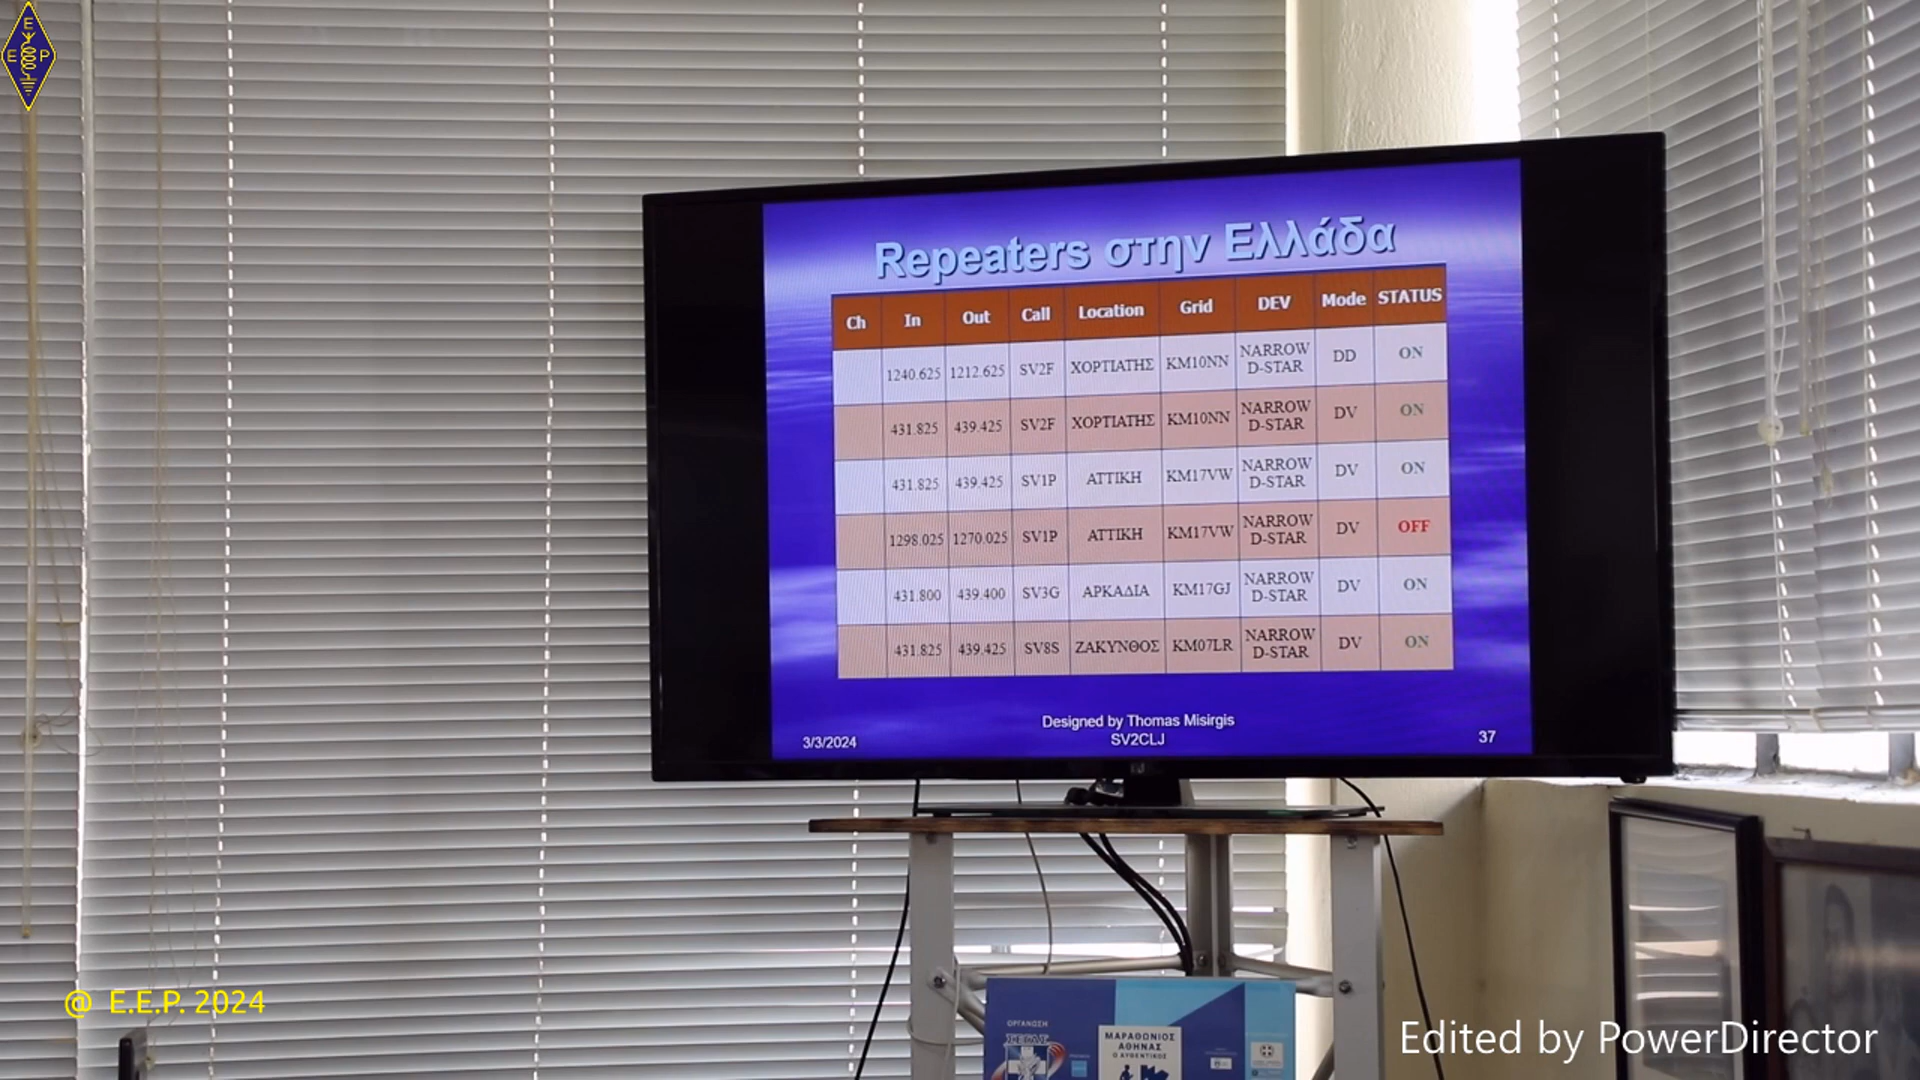 E
E P
Repeaters στην Ελλάδα
Ch In Out Call Location Grid DEV Mode STATUS
1240.625 1212.625 SV2F ΧΟΡΤΙΑΤΗΣ KM10NN NARROW D-STAR DD ON
431.825 439.425 SV2F ΧΟΡΤΙΑΤΗΣ KM10NN NARROW D-STAR DV ON
431.825 439.425 SV1P ΑΤΤΙΚΗ KM17VW NARROW D-STAR DV ON
1298.025 1270.025 SV1P ΑΤΤΙΚΗ KM17VW NARROW D-STAR DV OFF
431.800 439.400 SV3G ΑΡΚΑΔΙΑ KM17GJ NARROW D-STAR DV ON
431.825 439.425 SV8S ΖΑΚΥΝΘΟΣ KM07LR NARROW D-STAR DV ON
Designed by Thomas Misirgis
3/3/2024 SV2CLJ 37
ΟΡΓΑΝΩΣΗ
ΣΕΓΑΣ
ΜΑΡΑΘΩΝΙΟΣ
ΑΘΗΝΑΣ
Ο ΑΥΘΕΝΤΙΚΟΣ
@ E.E.P. 2024
Edited by PowerDirector